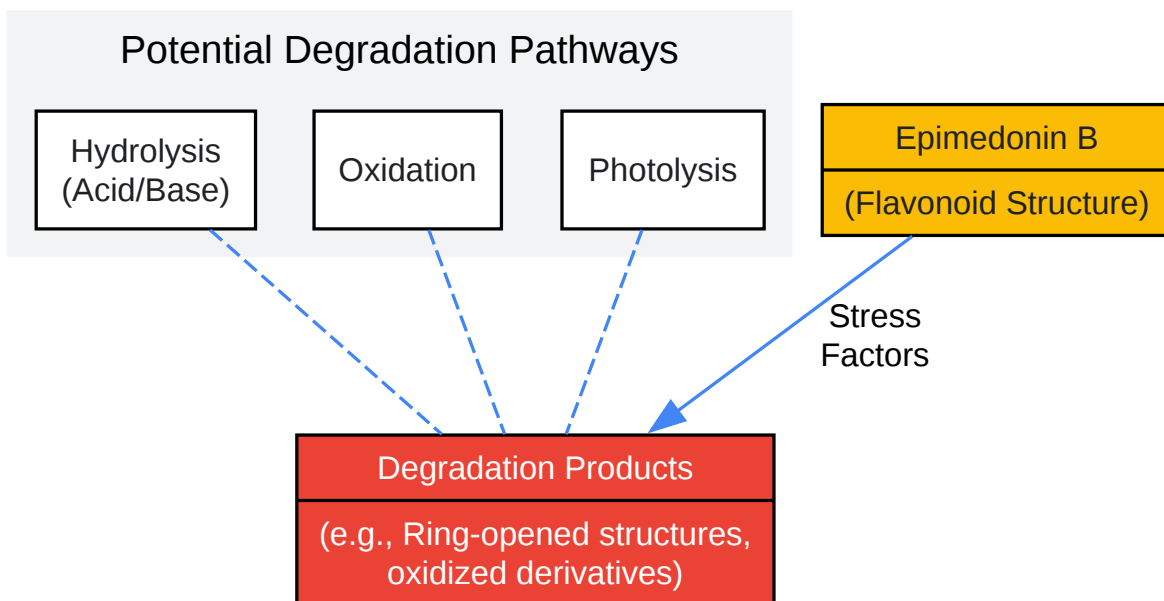 Potential Degradation Pathways
Hydrolysis
(Acid/Base)
Oxidation
Photolysis
Epimedonin B
(Flavonoid Structure)
Stress
Factors
Degradation Products
(e.g., Ring-opened structures,
oxidized derivatives)